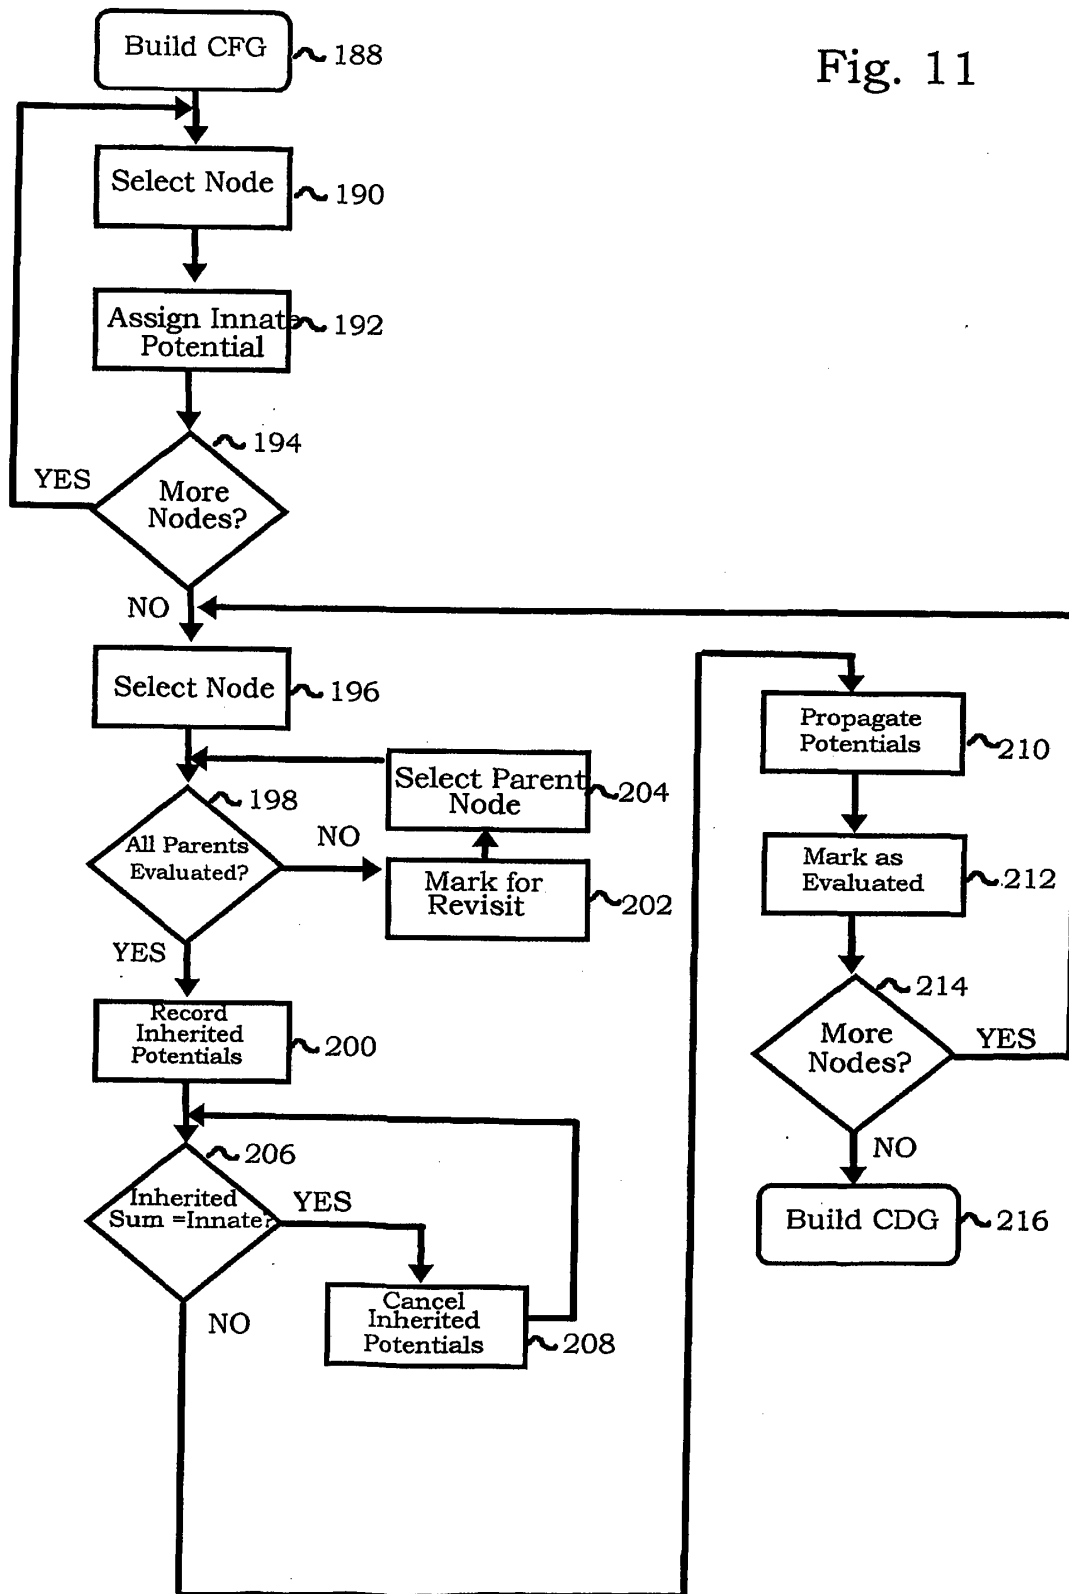 Fig. 11
Build CFG
188
Select Node
190
Assign Innate
Potential
192
194
YES
More
Nodes?
NO
Select Node
196
198
All Parents
Evaluated?
NO
Select Parent
Node
204
Mark for
Revisit
202
YES
Record
Inherited
Potentials
200
206
Inherited
Sum =Innate?
YES
NO
Cancel
Inherited
Potentials
208
Propagate
Potentials
210
Mark as
Evaluated
212
214
More
Nodes?
YES
NO
Build CDG
216